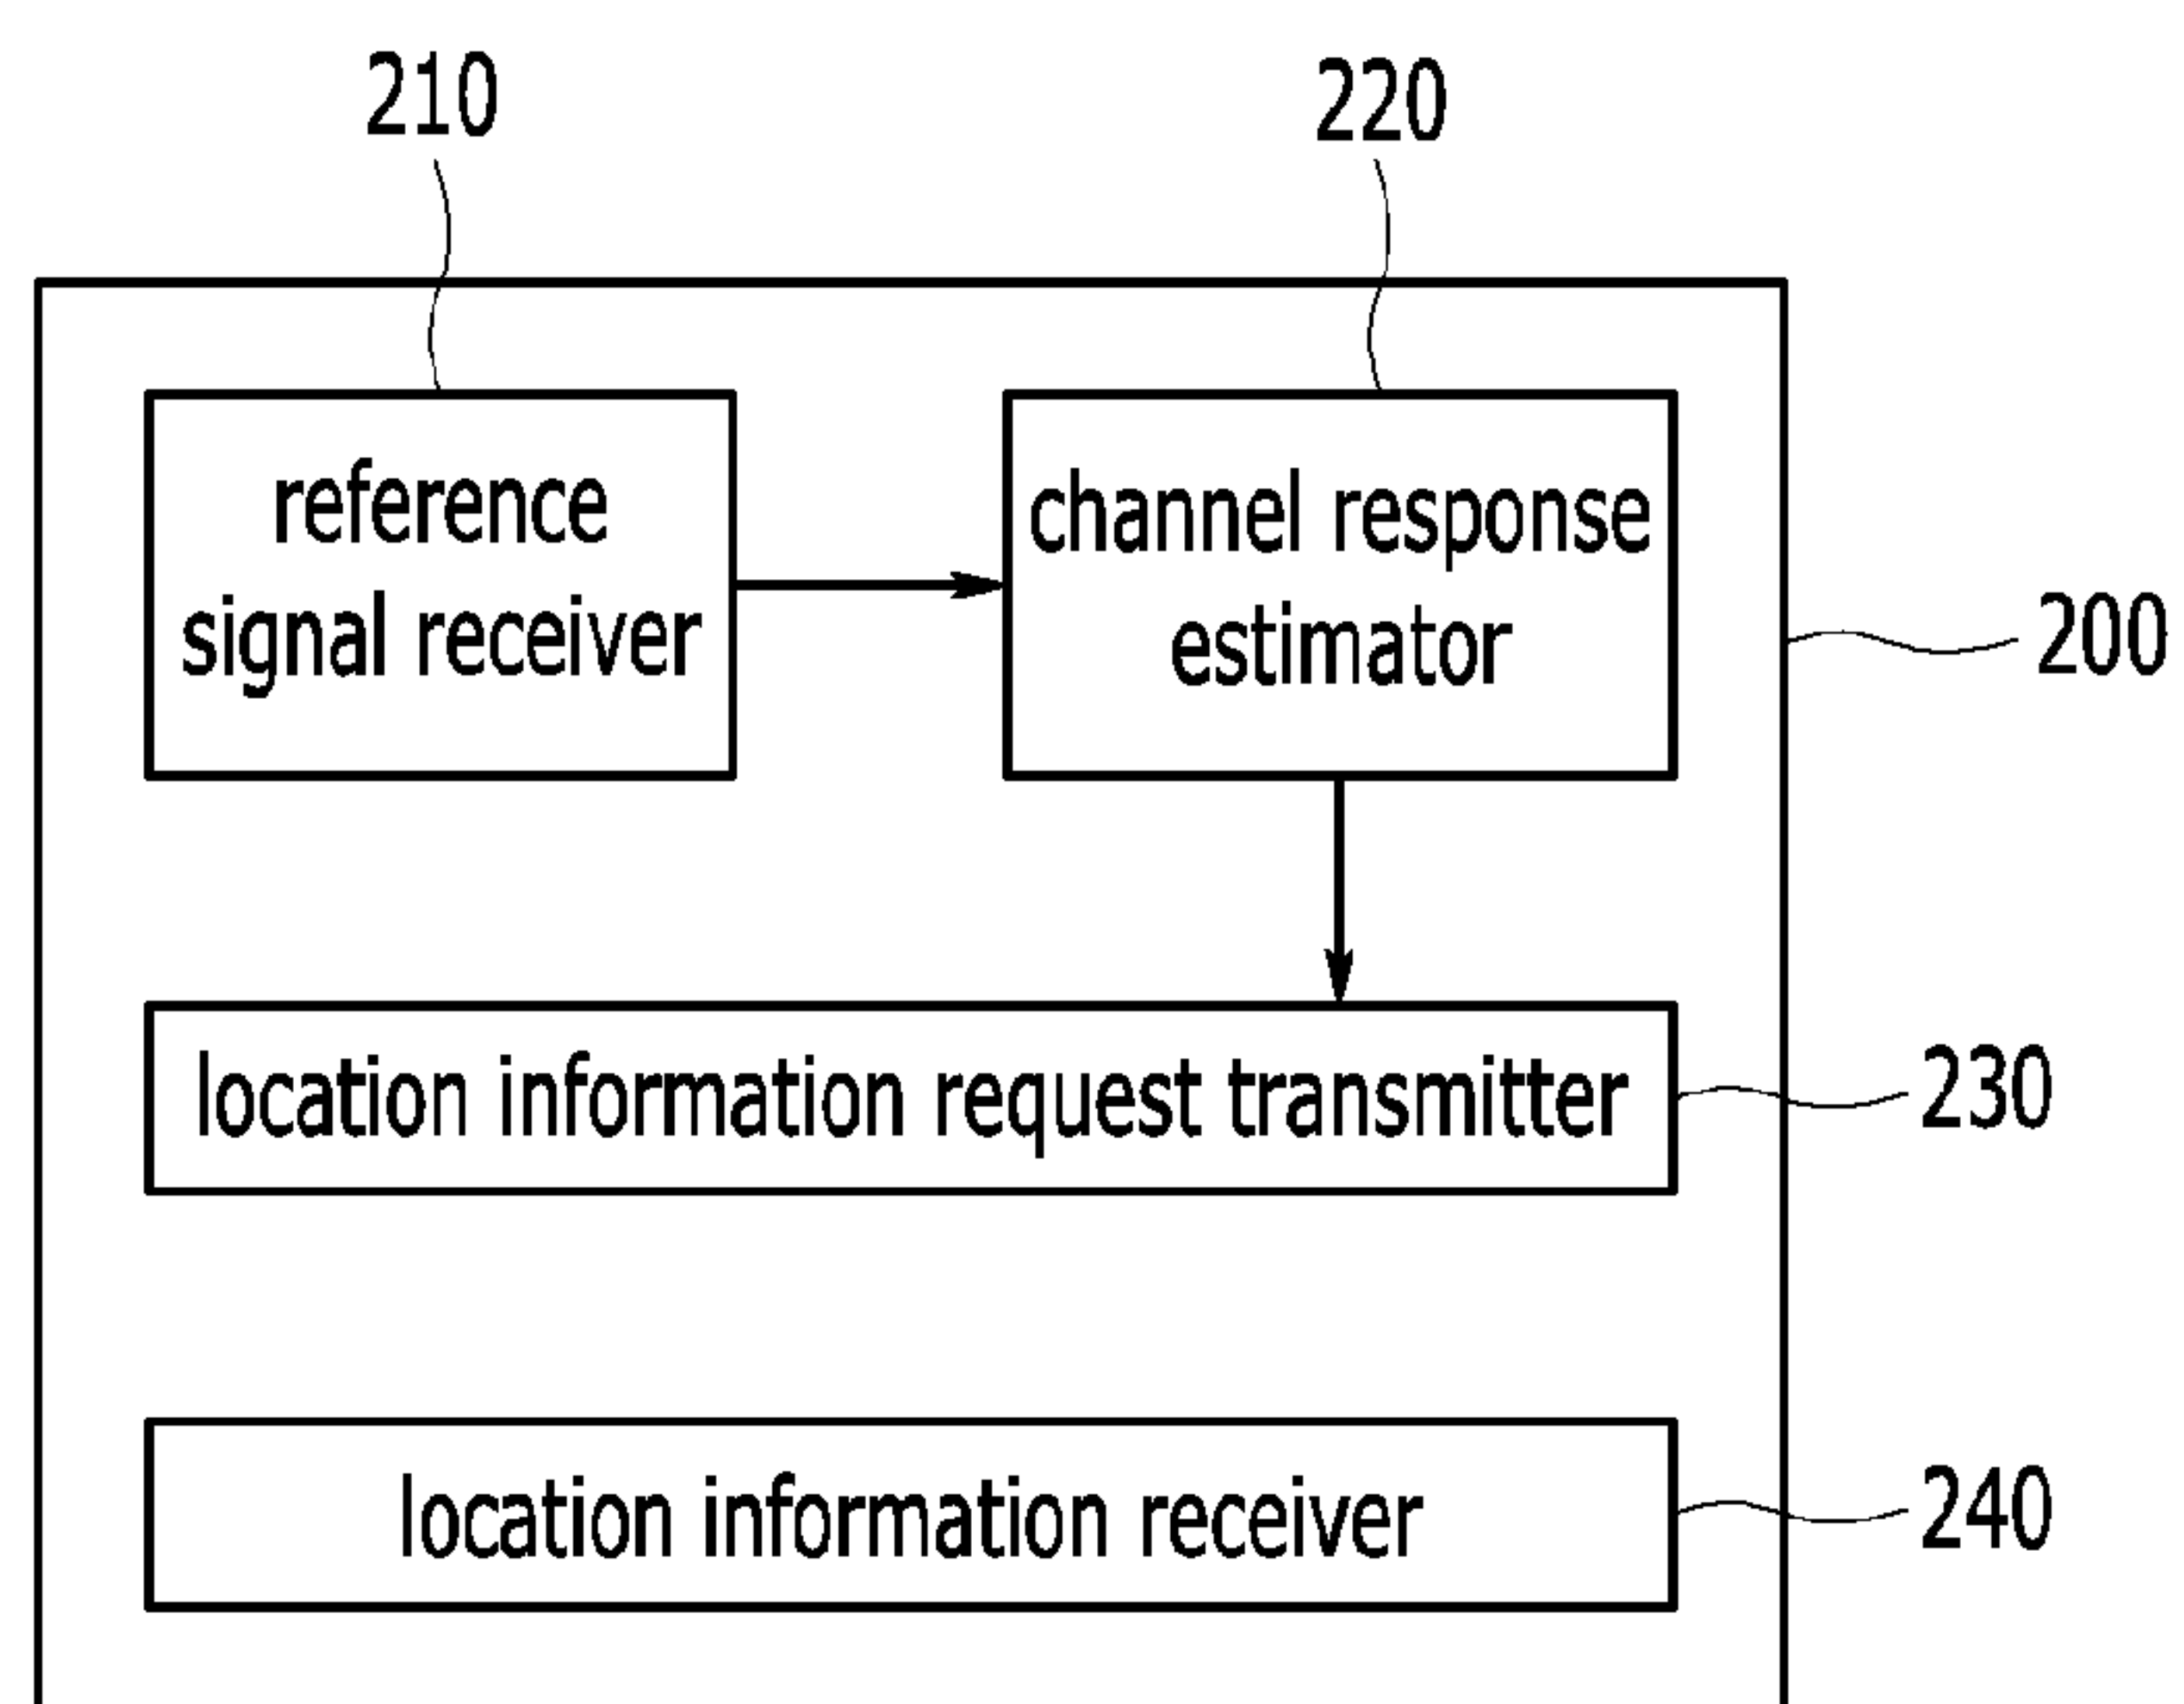 210
220
reference
signal receiver
channel response
estimator
200
location information request transmitter
230
location information receiver
240